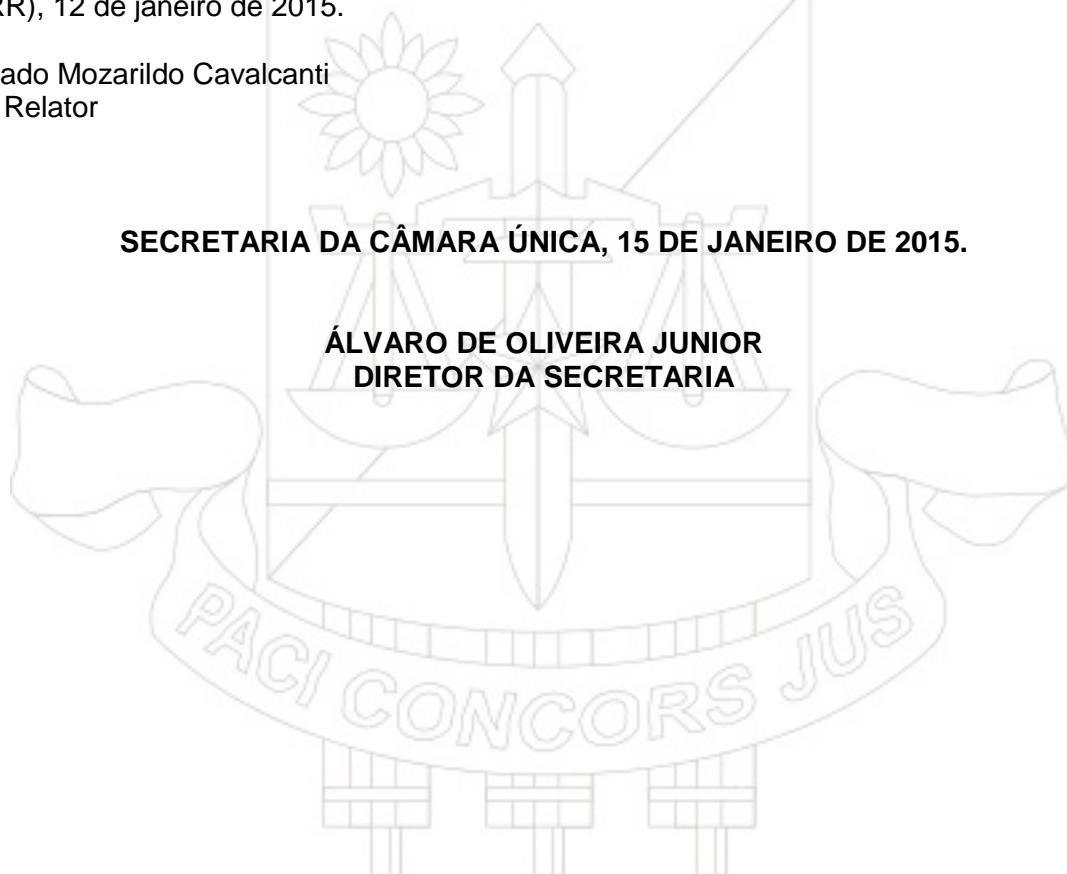 RR), 12 de janeiro de 2015.
ado Mozarildo Cavalcanti
Relator
SECRETARIA DA CÂMARA ÚNICA, 15 DE JANEIRO DE 2015.
ÁLVARO DE OLIVEIRA JUNIOR
DIRETOR DA SECRETARIA
PACI CONCORS JUS